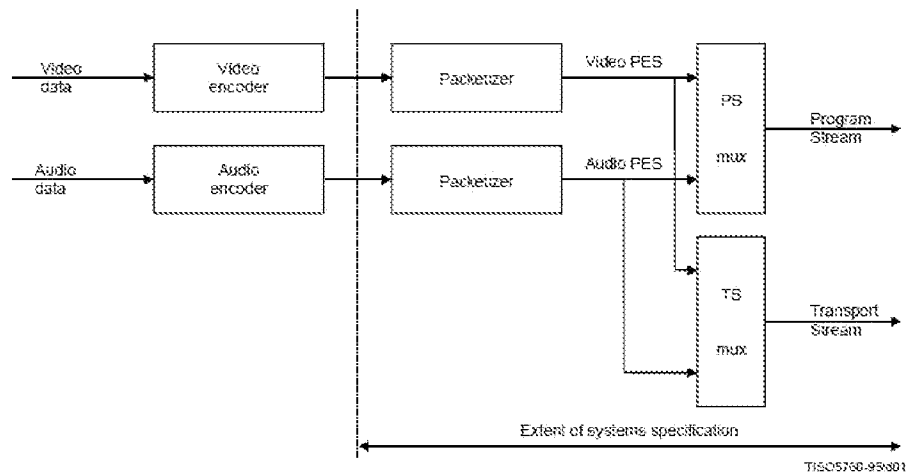 Video
data
Video
encoder
Packetizer
Video PES
PS
mux
Program
Stream
Audio
data
Audio
encoder
Packetizer
Audio PES
TS
mux
Transport
Stream
Extent of systems specification
TISO5760-95/d01